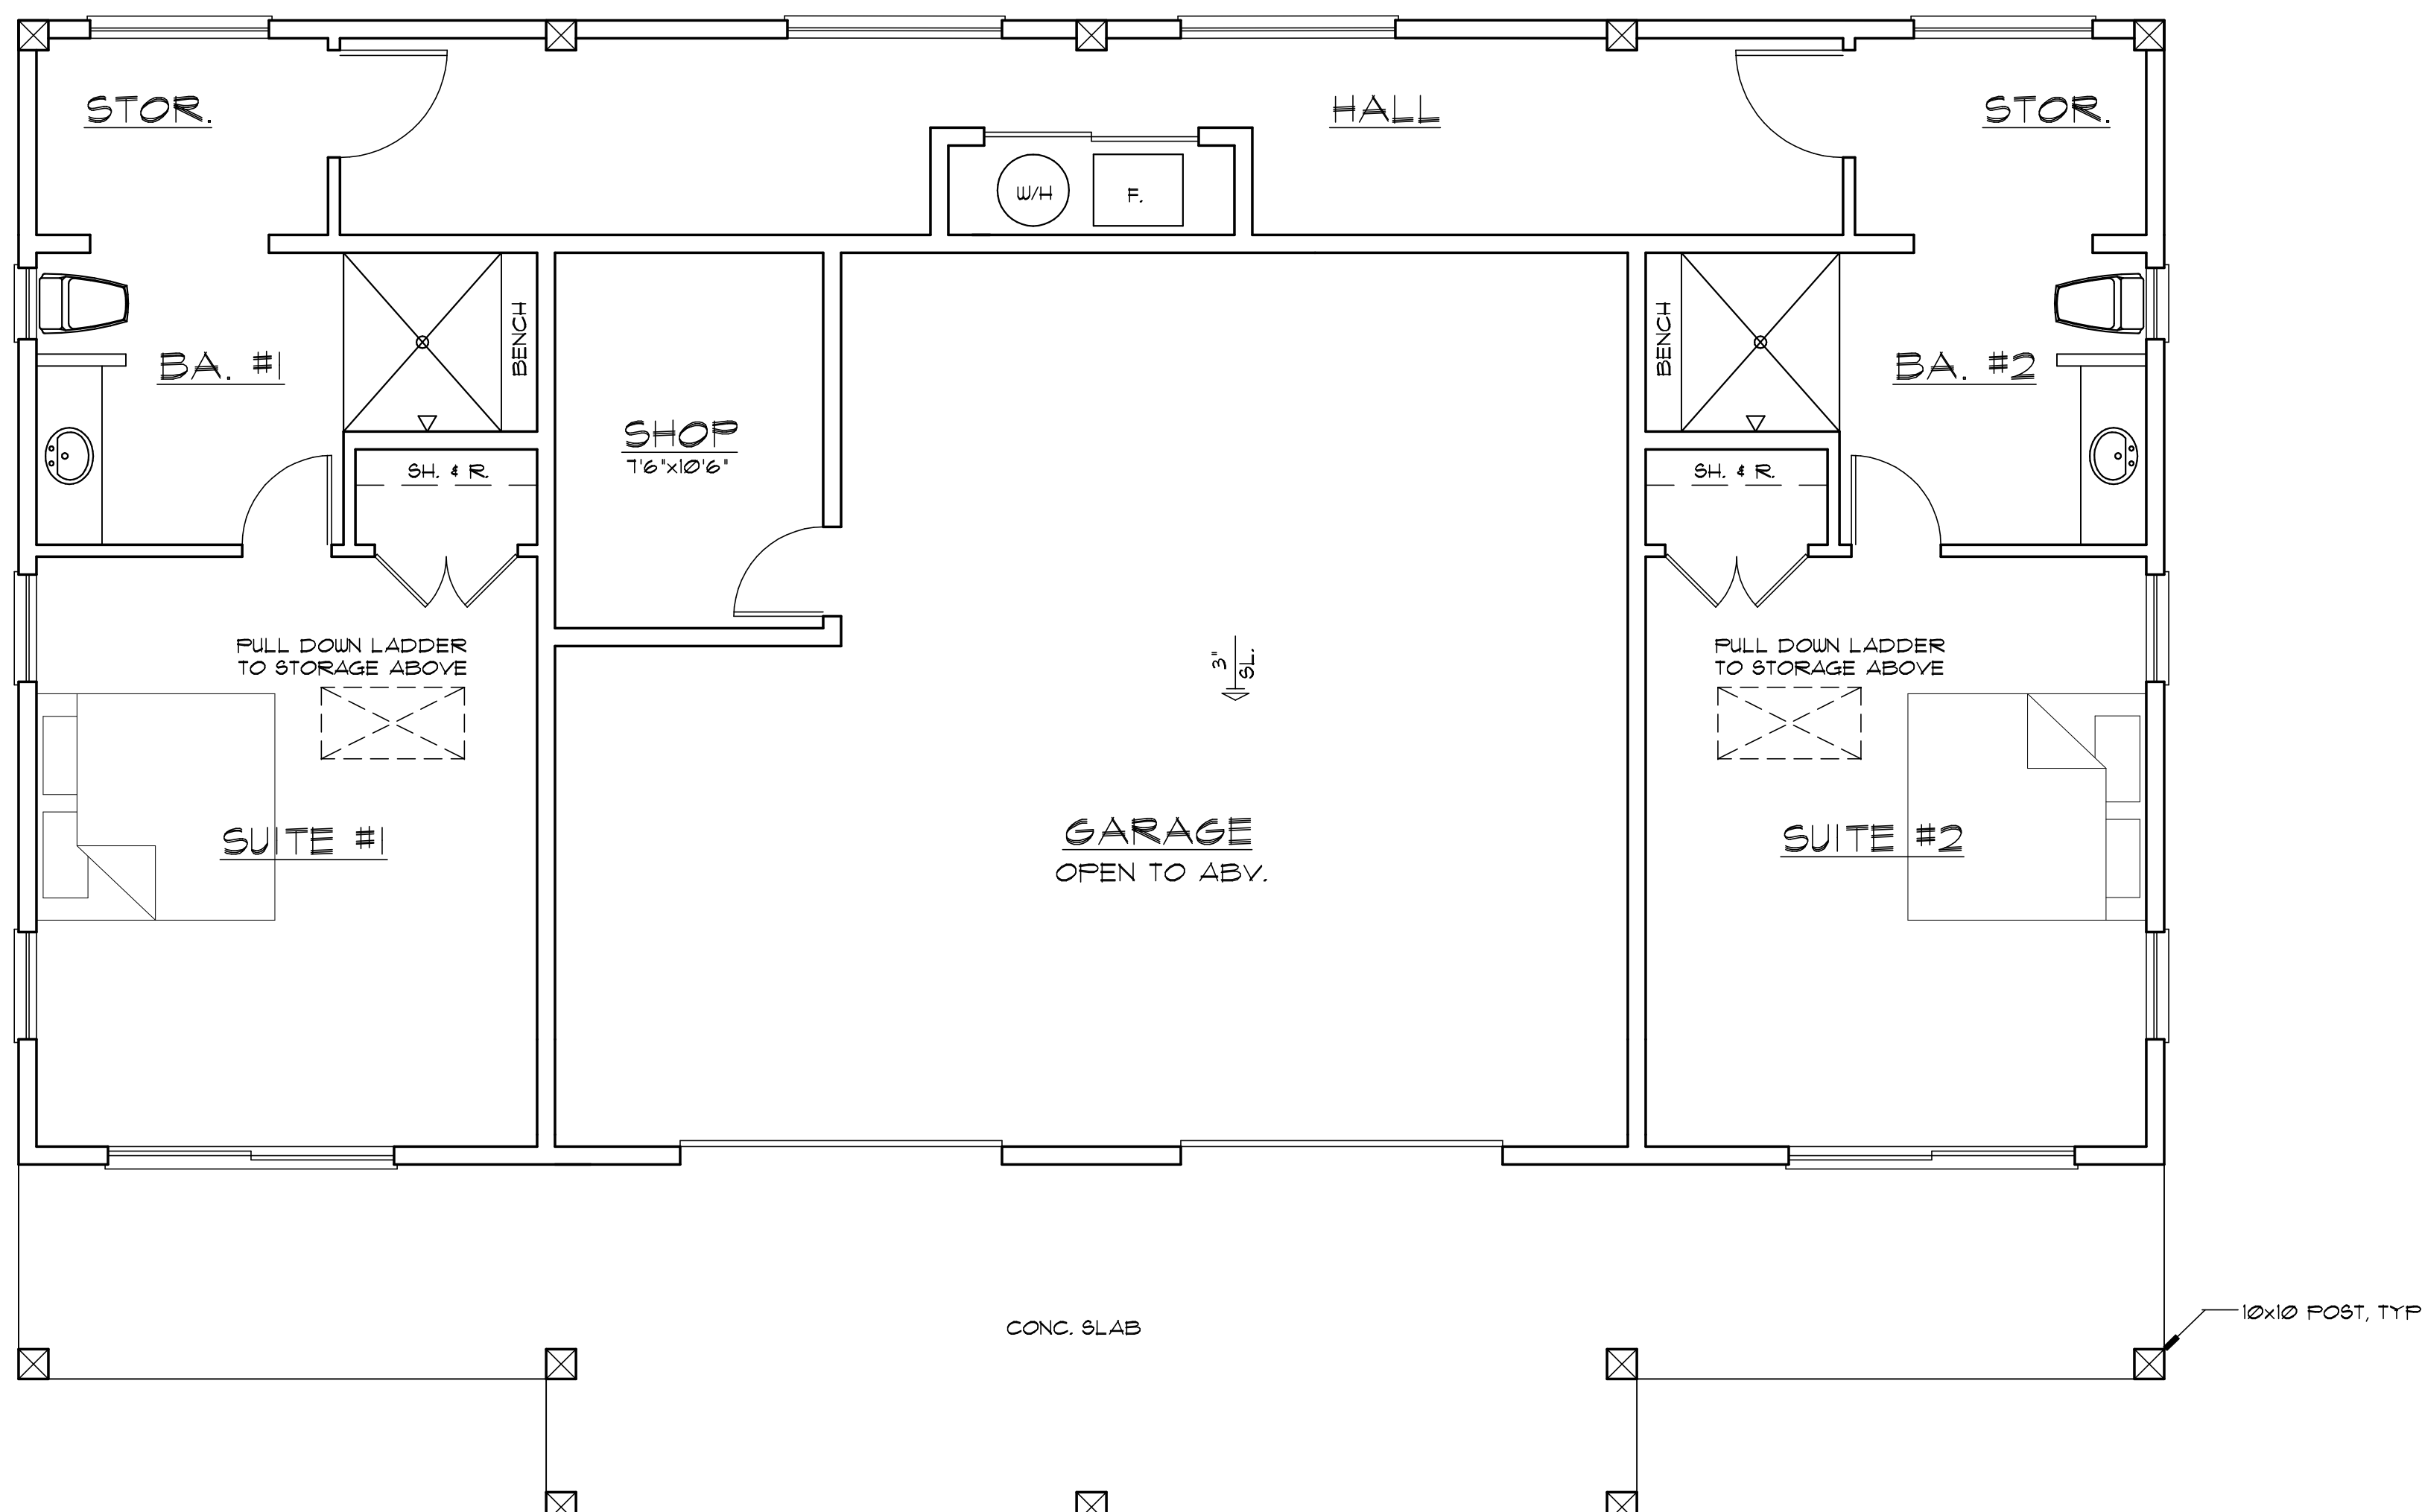 STOR.
HALL
STOR.
W/H
F.
BENCH
BENCH
BA. #1
BA. #2
SHOP
7'6"x10'6"
SH. & R.
SH. & R.
PULL DOWN LADDER
TO STORAGE ABOVE
3"
SL.
PULL DOWN LADDER
TO STORAGE ABOVE
SUITE #1
GARAGE
OPEN TO ABV.
SUITE #2
CONC. SLAB
10x10 POST, TYP